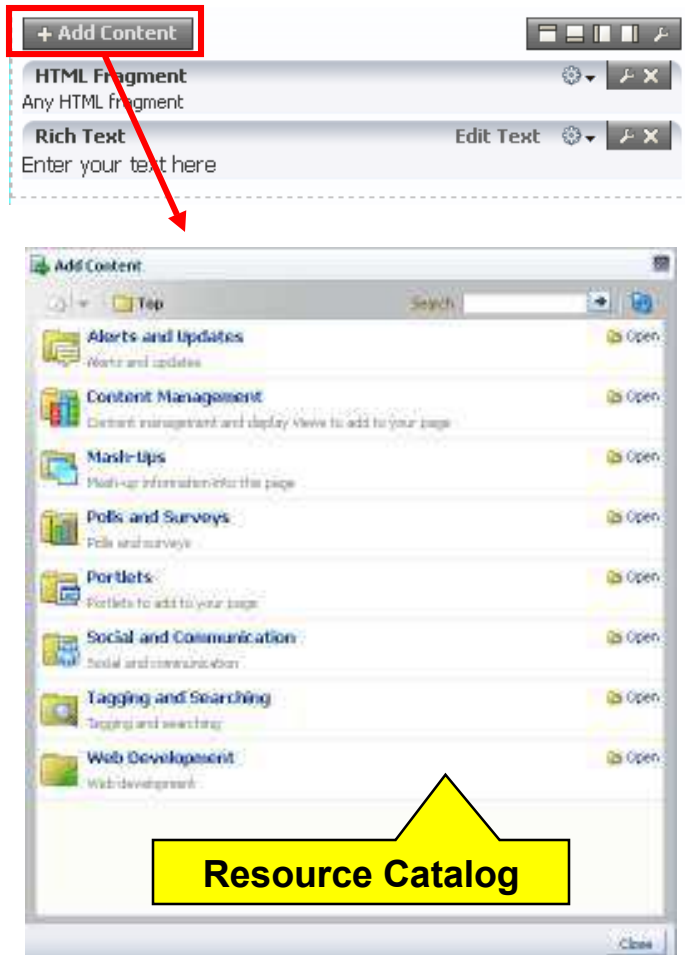 + Add Content
HTML Fragment
Any HTML fragment
Rich Text Edit Text
Enter your text here
Add Content
Top Search
Alerts and Updates Open
Alerts and updates
Content Management Open
Content management and display views to add to your page
Mash-Ups Open
Mash-up information into this page
Polls and Surveys Open
Polls and surveys
Portlets Open
Portlets to add to your page
Social and Communication Open
Social and communication
Tagging and Searching Open
Tagging and searching
Web Development Open
Web development
Resource Catalog
Close